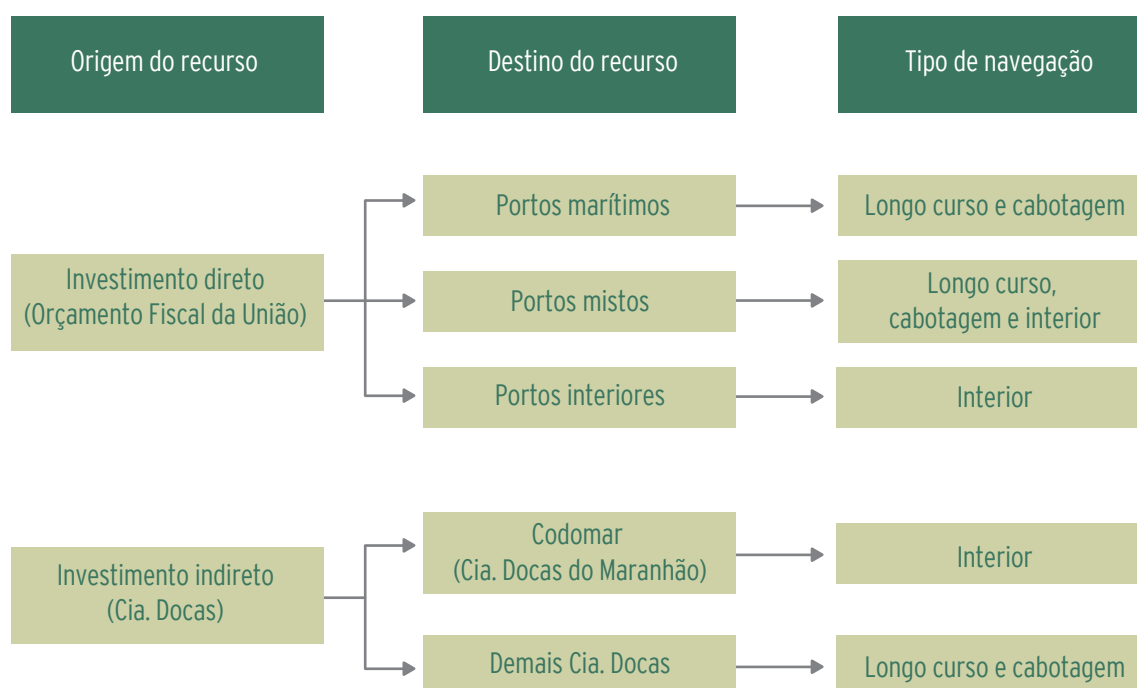 Origem do recurso
Destino do recurso
Tipo de navegação
Portos marítimos
Longo curso e cabotagem
Investimento direto
(Orçamento Fiscal da União)
Portos mistos
Longo curso,
cabotagem e interior
Portos interiores
Interior
Investimento indireto
(Cia. Docas)
Codomar
(Cia. Docas do Maranhão)
Interior
Demais Cia. Docas
Longo curso e cabotagem